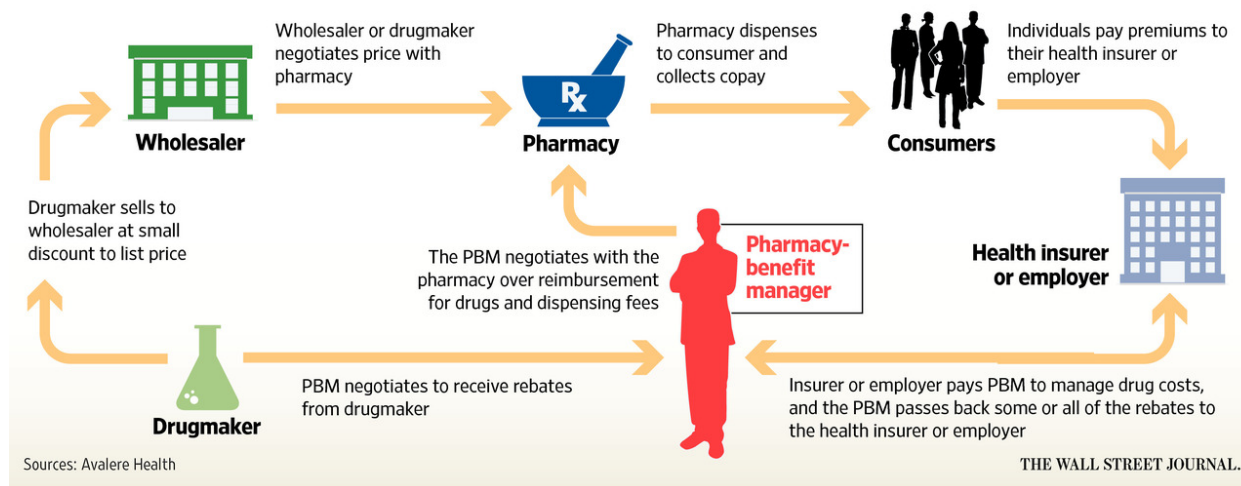 Wholesaler or drugmaker
negotiates price with
pharmacy
Pharmacy dispenses
to consumer and
collects copay
Individuals pay premiums to
their health insurer or
employer
Wholesaler
Rx
Pharmacy
Consumers
Drugmaker sells to
wholesaler at small
discount to list price
The PBM negotiates with the
pharmacy over reimbursement
for drugs and dispensing fees
Pharmacy-
benefit
manager
Health insurer
or employer
PBM negotiates to receive rebates
from drugmaker
Drugmaker
Insurer or employer pays PBM to manage drug costs,
and the PBM passes back some or all of the rebates to
the health insurer or employer
Sources: Avalere Health
THE WALL STREET JOURNAL.